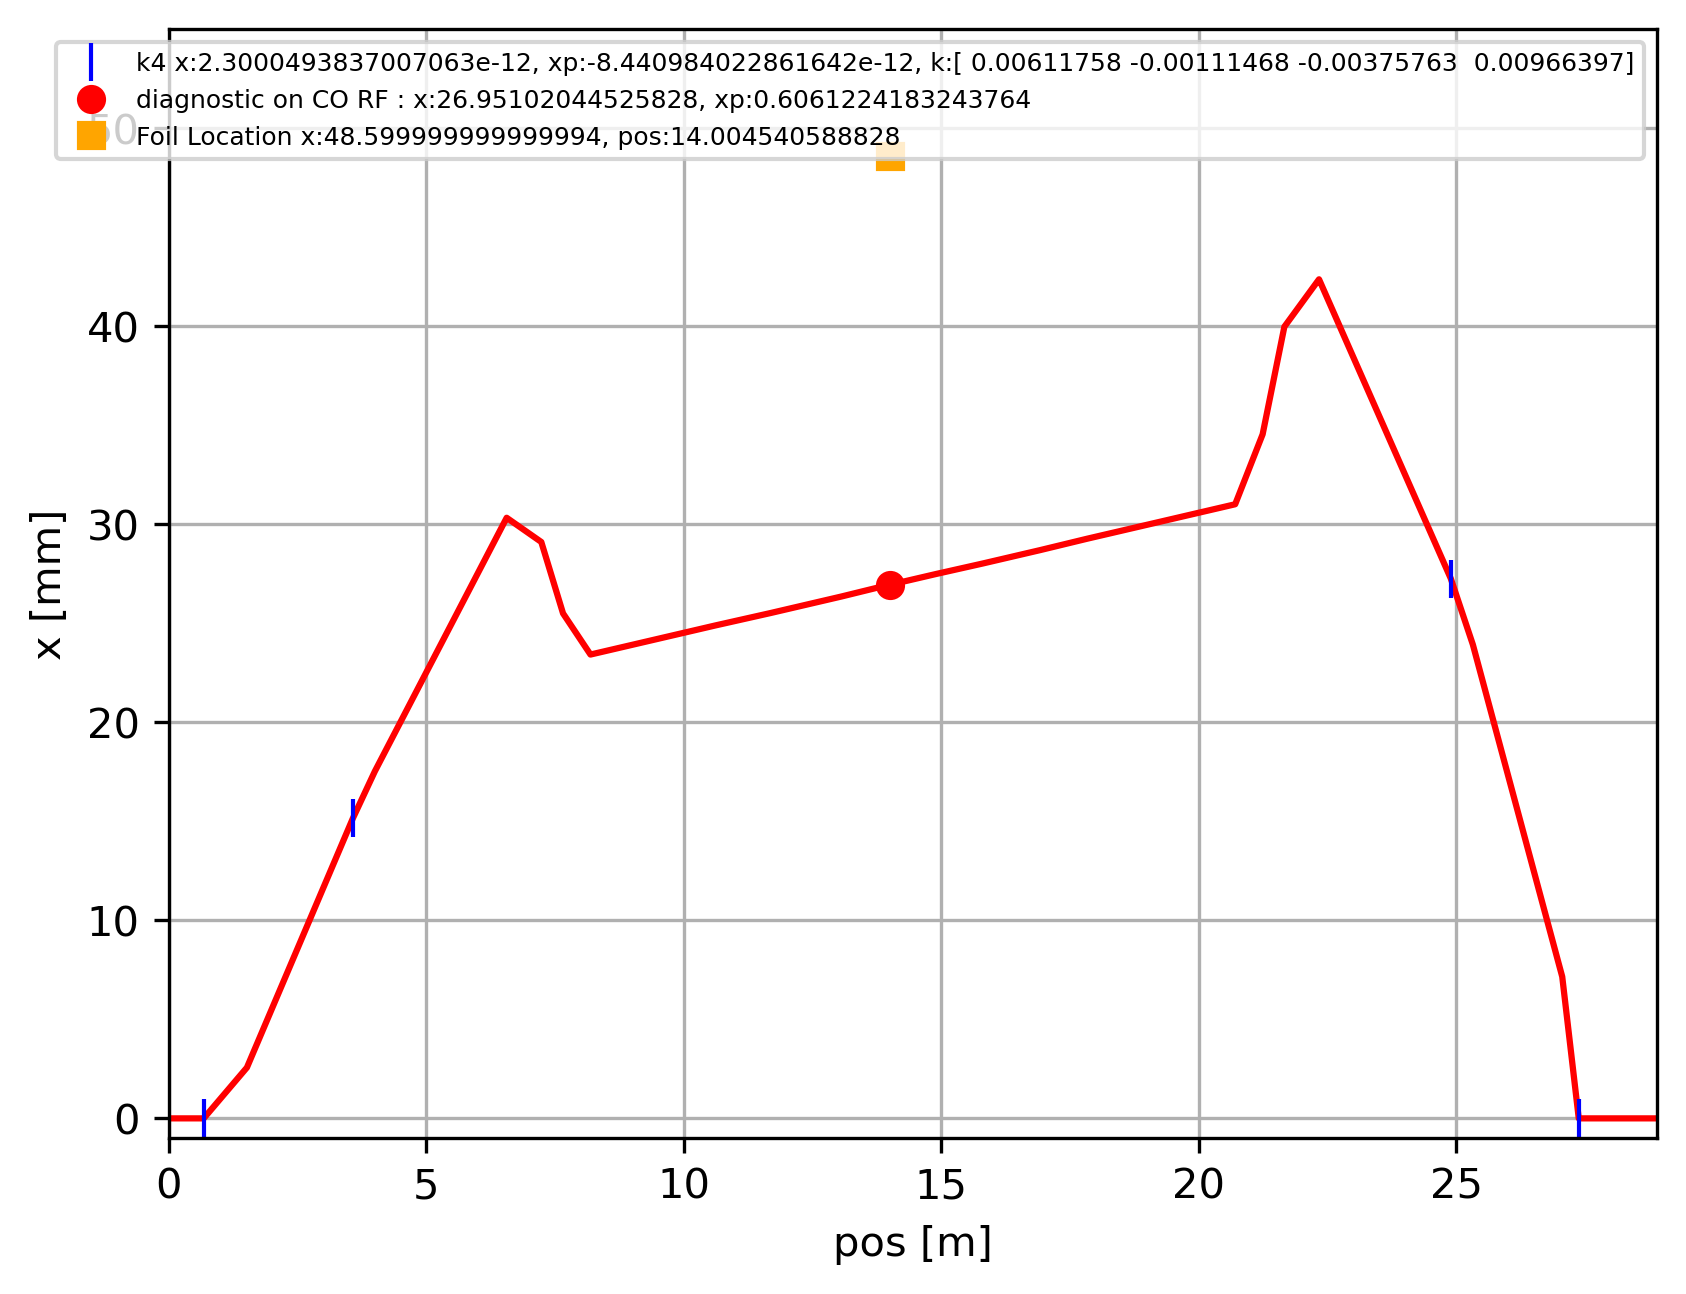 k4 x:2.3000493837007063e-12, xp:-8.440984022861642e-12, k:[ 0.00611758 -0.00111468 -0.00375763  0.00966397]
diagnostic on CO RF : x:26.95102044525828, xp:0.6061224183243764
Foil Location x:48.599999999999994, pos:14.004540588828
50
40
30
20
10
0
x [mm]
0 5 10 15 20 25
pos [m]